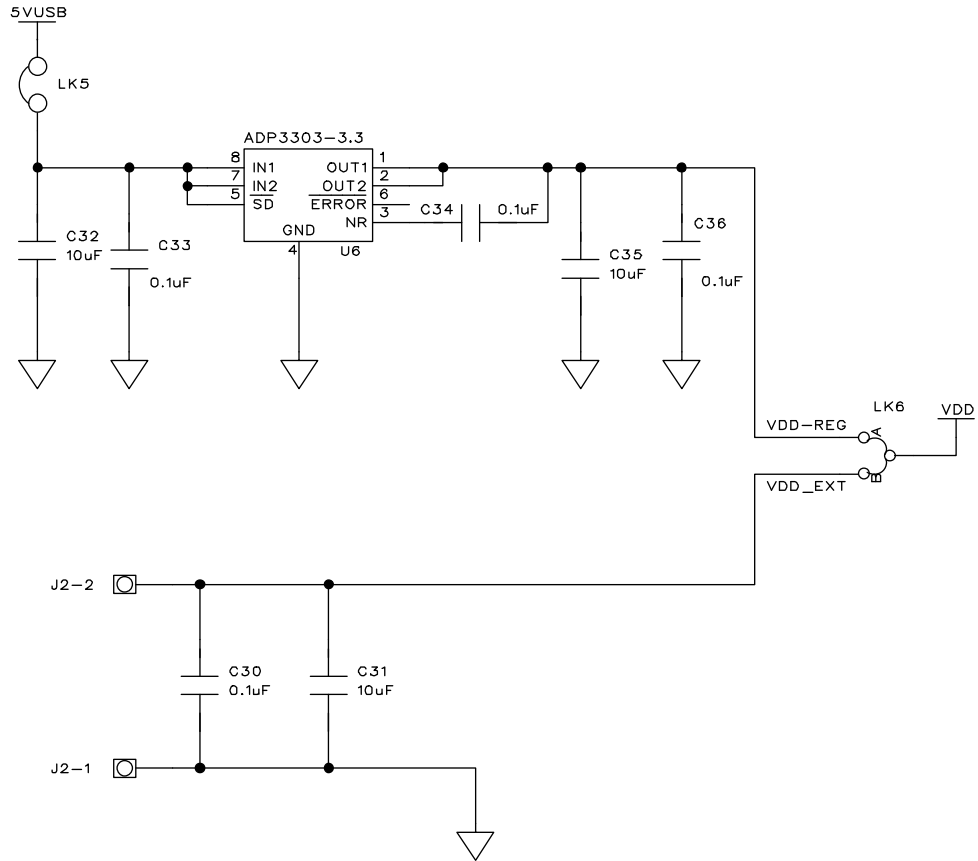 5VUSB
LK5
ADP3303-3.3
8 IN1 OUT1 1
7 IN2 OUT2 2
5 SD ERROR 6
NR 3
GND
4 U6
C34 0.1uF
C32
10uF
C33
0.1uF
C35
10uF
C36
0.1uF
LK6
VDD
VDD-REG A
VDD_EXT B
J2-2
C30
0.1uF
C31
10uF
J2-1